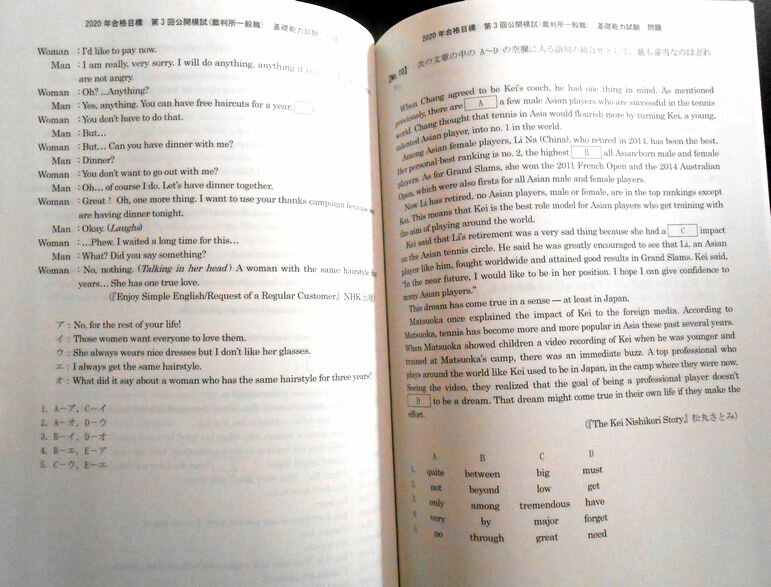 2020年合格目標 第3回公開模試(裁判所一般職) 基礎能力試験
Woman : I'd like to pay now.
Man : I am really, very sorry. I will do anything, anything if you
are not angry.
Woman : Oh? ...Anything?
Man : Yes, anything. You can have free haircuts for a year.
Woman : You don't have to do that.
Man : But...
Woman : But... Can you have dinner with me?
Man : Dinner?
Woman : You don't want to go out with me?
Man : Oh... of course I do. Let's have dinner together.
Woman : Great! Oh, one more thing. I want to use your thanks campaign because we
are having dinner tonight.
Man : Okay. (Laughs)
Woman : ...Phew. I waited a long time for this...
Man : What? Did you say something?
Woman : No, nothing. (Talking in her head) A woman with the same hairstyle for
years... She has one true love.
(『Enjoy Simple English/Request of a Regular Customer』 NHK出版)
ア : No, for the rest of your life!
イ : Those women want everyone to love them.
ウ : She always wears nice dresses but I don't like her glasses.
エ : I always get the same hairstyle.
オ : What did it say about a woman who has the same hairstyle for three years?
1. A－ア, C－イ
2. A－オ, D－ウ
3. B－イ, D－オ
4. B－エ, E－ア
5. C－ウ, E－エ
2020年合格目標 第3回公開模試(裁判所一般職) 基礎能力試験 問題
【No. 10】 次の文章の中の A～D の空欄に入る語句の組合せとして、最も妥当なのはどれ
When Chang agreed to be Kei's coach, he had one thing in mind. As mentioned
previously, there are A a few male Asian players who are successful in the tennis
world. Chang thought that tennis in Asia would flourish more by turning Kei, a young,
talented Asian player, into no. 1 in the world.
Among Asian female players, Li Na (China), who retired in 2014, has been the best.
Her personal-best ranking is no. 2, the highest B all Asian-born male and female
players. As for Grand Slams, she won the 2011 French Open and the 2014 Australian
Open, which were also firsts for all Asian male and female players.
Now Li has retired, no Asian players, male or female, are in the top rankings except
Kei. This means that Kei is the best role model for Asian players who get training with
the aim of playing around the world.
Kei said that Li's retirement was a very sad thing because she had a C impact
on the Asian tennis circle. He said he was greatly encouraged to see that Li, an Asian
player like him, fought worldwide and attained good results in Grand Slams. Kei said,
"In the near future, I would like to be in her position. I hope I can give confidence to
many Asian players."
This dream has come true in a sense — at least in Japan.
Matsuoka once explained the impact of Kei to the foreign media. According to
Matsuoka, tennis has become more and more popular in Asia these past several years.
When Matsuoka showed children a video recording of Kei when he was younger and
trained at Matsuoka's camp, there was an immediate buzz. A top professional who
plays around the world like Kei used to be in Japan, in the camp where they were now.
Seeing the video, they realized that the goal of being a professional player doesn't
D to be a dream. That dream might come true in their own life if they make the
effort.
(『The Kei Nishikori Story』 松丸さとみ)
A B C D
1. quite between big must
2. not beyond low get
3. only among tremendous have
4. very by major forget
5. no through great need